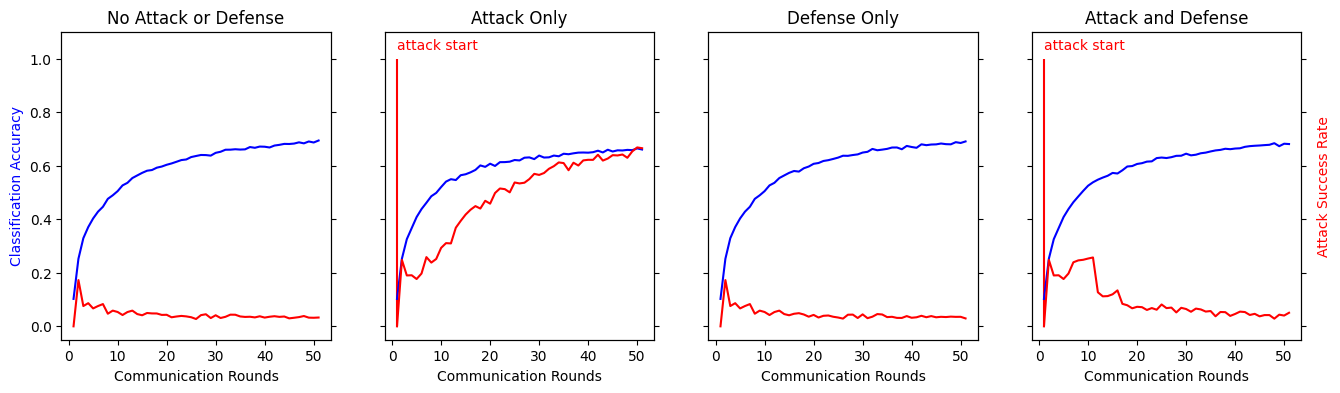 No Attack or Defense
Attack Only
Defense Only
Attack and Defense
attack start
attack start
1.0
0.8
0.6
0.4
0.2
0.0
Classification Accuracy
Attack Success Rate
0 10 20 30 40 50
0 10 20 30 40 50
0 10 20 30 40 50
0 10 20 30 40 50
Communication Rounds
Communication Rounds
Communication Rounds
Communication Rounds